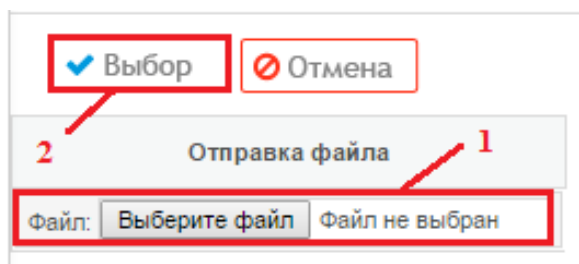 Выбор Отмена
2 Отправка файла 1
Файл: Выберите файл Файл не выбран